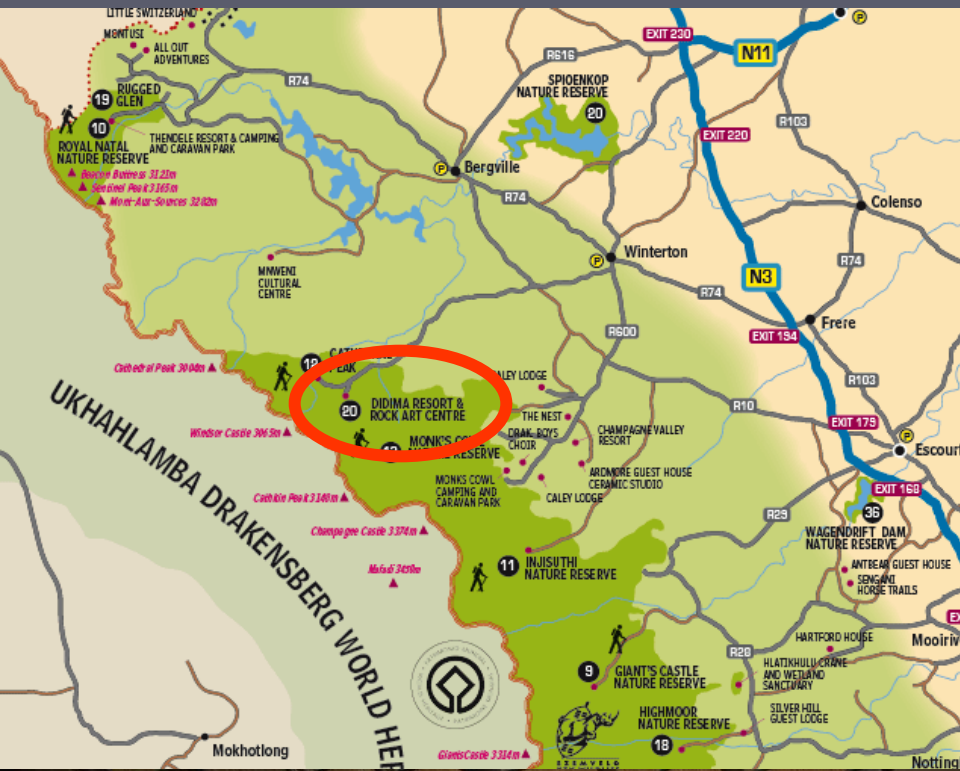 LITTLE SWITZERLAND
MONTUSI
ALL OUT
ADVENTURES
EXIT 230
N11
P
R616
R74
SPIOENKOP
NATURE RESERVE
20
19
RUGGED
GLEN
10
THENDELE RESORT & CAMPING
AND CARAVAN PARK
ROYAL NATAL
NATURE RESERVE
EXIT 220
R103
Beacon Buttress 3121m
Sentinel Peak 3165m
Mont-Aux-Sources 3282m
P
Bergville
R74
Colenso
MNWENI
CULTURAL
CENTRE
P
Winterton
R74
N3
R74
R600
EXIT 194
Frere
Cathedral Peak 3004m
PEAK
DIDIMA RESORT &
ROCK ART CENTRE
20
R103
R10
THE NEST
DRAK. BOYS
CHOIR
CHAMPAGNE VALLEY
RESORT
EXIT 179
P
Escourt
Windsor Castle 3065m
NATURE RESERVE
MONKS COWL
CAMPING AND
CARAVAN PARK
ARDMORE GUEST HOUSE
CERAMIC STUDIO
CALEY LODGE
EXIT 168
36
WAGENDRIFT DAM
NATURE RESERVE
R29
Cathkin Peak 3148m
Champagne Castle 3374m
11
INJISUTHI
NATURE RESERVE
ANTBEAR GUEST HOUSE
SENGANI
HORSE TRAILS
UKHAHLAMBA DRAKENSBERG WORLD HER
HARTFORD HOUSE
Mooiriv
R28
HLATIKHULU CRANE
AND WETLAND
SANCTUARY
9
GIANT'S CASTLE
NATURE RESERVE
HIGHMOOR
NATURE RESERVE
18
SILVER HILL
GUEST LODGE
Mokhotlong
Giants Castle 3314m
Notting